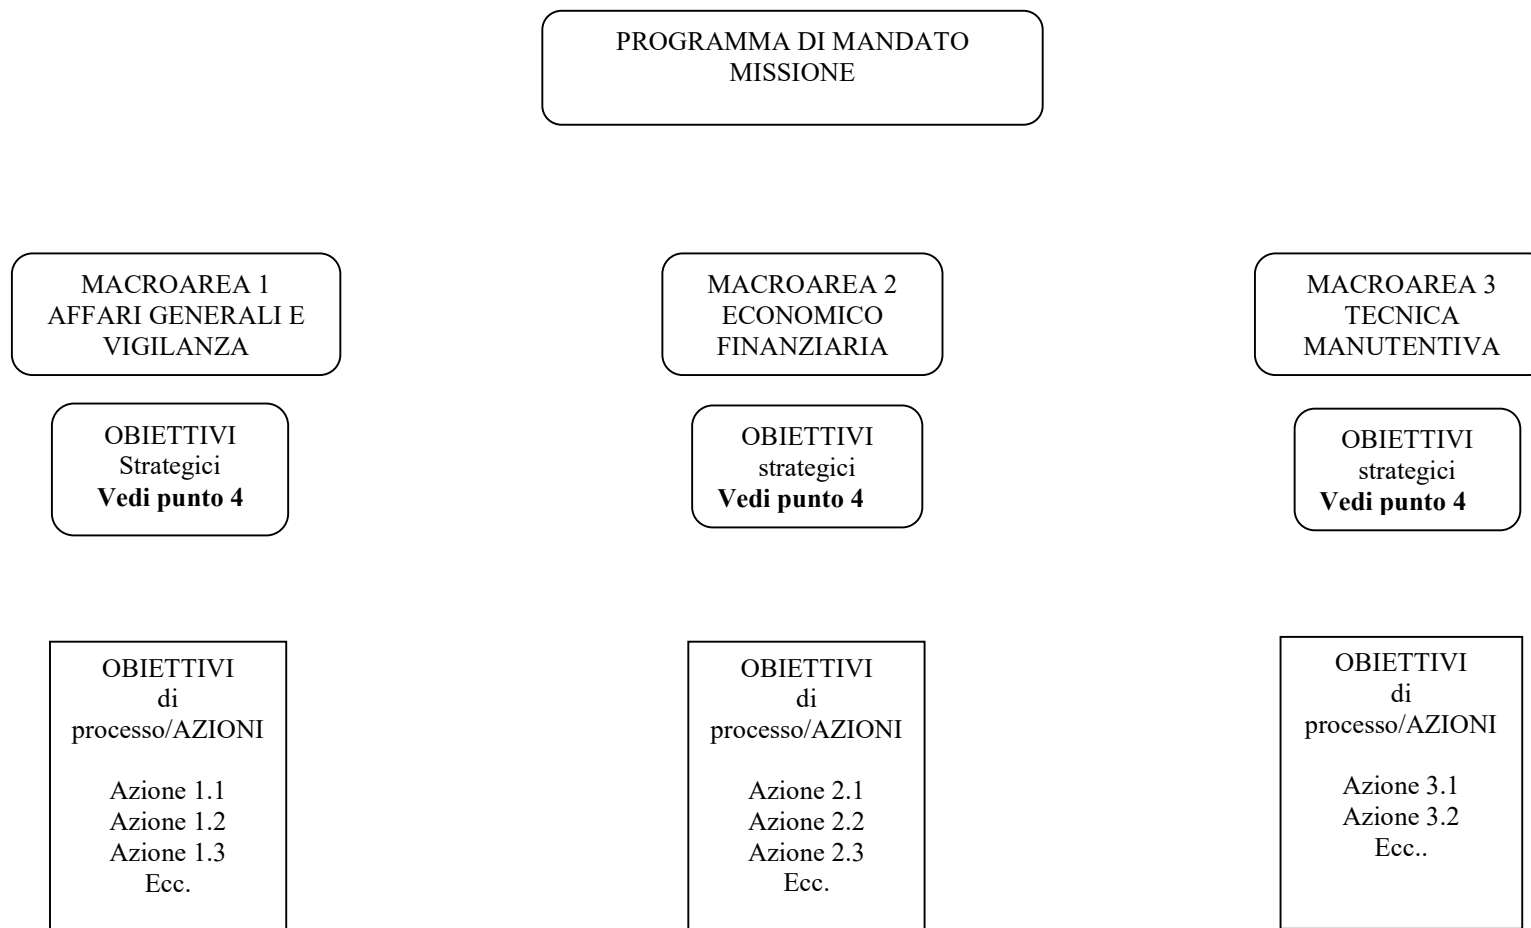 PROGRAMMA DI MANDATO
MISSIONE
MACROAREA 1
AFFARI GENERALI E
VIGILANZA
MACROAREA 2
ECONOMICO
FINANZIARIA
MACROAREA 3
TECNICA
MANUTENTIVA
OBIETTIVI
Strategici
Vedi punto 4
OBIETTIVI
strategici
Vedi punto 4
OBIETTIVI
strategici
Vedi punto 4
OBIETTIVI
di
processo/AZIONI
Azione 1.1
Azione 1.2
Azione 1.3
Ecc.
OBIETTIVI
di
processo/AZIONI
Azione 2.1
Azione 2.2
Azione 2.3
Ecc.
OBIETTIVI
di
processo/AZIONI
Azione 3.1
Azione 3.2
Ecc..